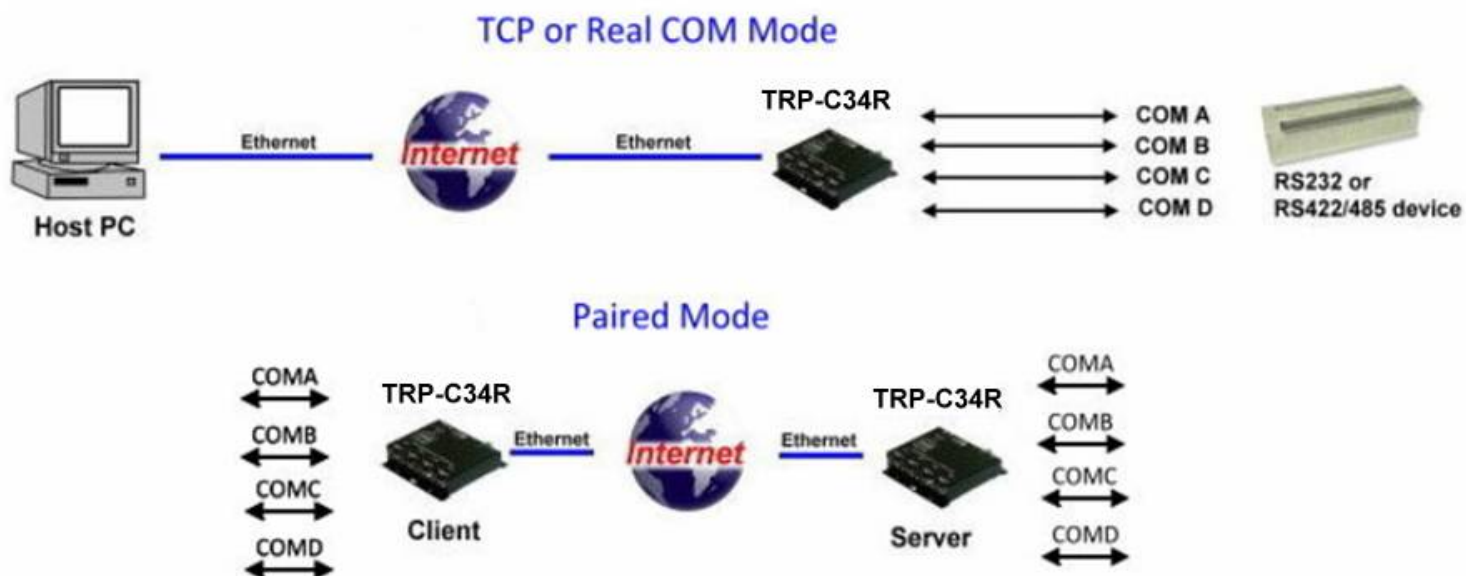 TCP or Real COM Mode
Ethernet
Internet
Ethernet
TRP-C34R
COM A
COM B
COM C
COM D
Host PC
RS232 or
RS422/485 device
Paired Mode
COMA
COMB
COMC
COMD
TRP-C34R
Client
Ethernet
Internet
Ethernet
TRP-C34R
Server
COMA
COMB
COMC
COMD